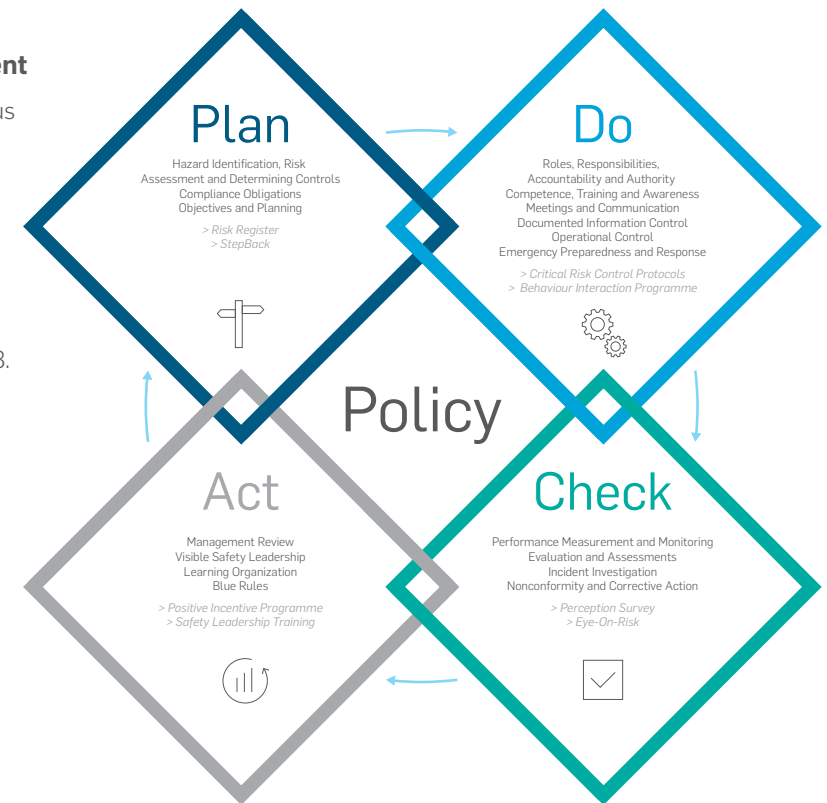 ent
us
3.
Plan
Hazard Identification, Risk
Assessment and Determining Controls
Compliance Obligations
Objectives and Planning
> Risk Register
> StepBack
Do
Roles, Responsibilities,
Accountability and Authority
Competence, Training and Awareness
Meetings and Communication
Documented Information Control
Operational Control
Emergency Preparedness and Response
> Critical Risk Control Protocols
> Behaviour Interaction Programme
Policy
Act
Management Review
Visible Safety Leadership
Learning Organization
Blue Rules
> Positive Incentive Programme
> Safety Leadership Training
Check
Performance Measurement and Monitoring
Evaluation and Assessments
Incident Investigation
Nonconformity and Corrective Action
> Perception Survey
> Eye-On-Risk